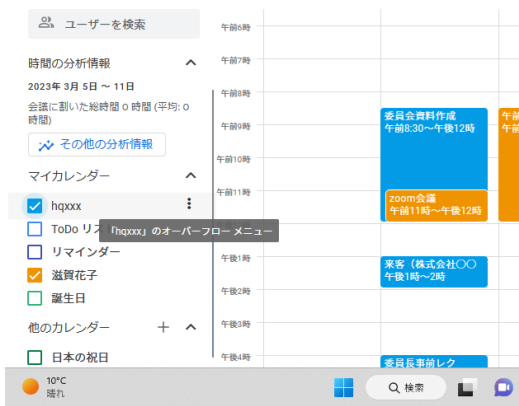 ユーザーを検索
時間の分析情報
2023年 3月 5日 ～ 11日
会議に割いた総時間 0 時間 (平均: 0
時間)
その他の分析情報
マイカレンダー
hqxxx
ToDo リスト
「hqxxx」のオーバーフロー メニュー
リマインダー
滋賀花子
誕生日
他のカレンダー
日本の祝日
午前6時
午前7時
午前8時
午前9時
午前10時
午前11時
午後1時
午後2時
午後3時
午後4時
委員会資料作成
午前8:30～午後12時
zoom会議
午前11時～午後12時
来客（株式会社〇〇
午後1時～2時
委員長事前レク
午前
午前
10°C
晴れ
検索